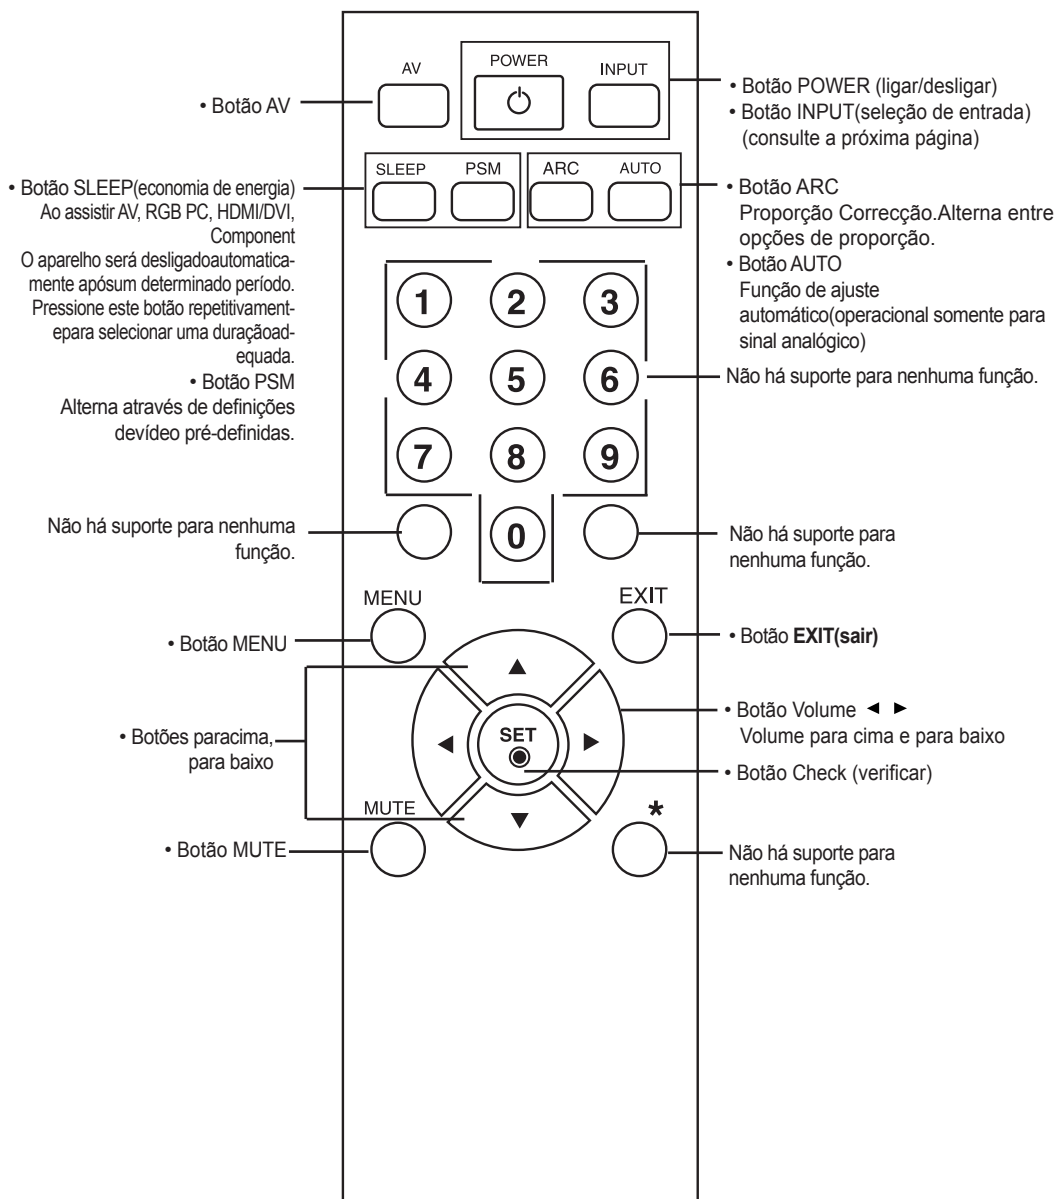 AV
POWER
INPUT
• Botão AV
• Botão POWER (ligar/desligar)
• Botão INPUT(seleção de entrada)
(consulte a próxima página)
SLEEP
PSM
ARC
AUTO
• Botão SLEEP(economia de energia)
Ao assistir AV, RGB PC, HDMI/DVI,
Component
O aparelho será desligadoautomatica-
mente apósum determinado período.
Pressione este botão repetitivament-
epara selecionar uma duraçãoad-
equada.
• Botão PSM
Alterna através de definições
devídeo pré-definidas.
• Botão ARC
Proporção Correcção.Alterna entre
opções de proporção.
• Botão AUTO
Função de ajuste
automático(operacional somente para
sinal analógico)
1
2
3
4
5
6
Não há suporte para nenhuma função.
7
8
9
0
Não há suporte para nenhuma
função.
Não há suporte para
nenhuma função.
MENU
EXIT
• Botão MENU
• Botão EXIT(sair)
▲
◄
SET
►
▼
• Botões paracima,
para baixo
• Botão Volume ◄ ►
Volume para cima e para baixo
• Botão Check (verificar)
MUTE
*
• Botão MUTE
Não há suporte para
nenhuma função.